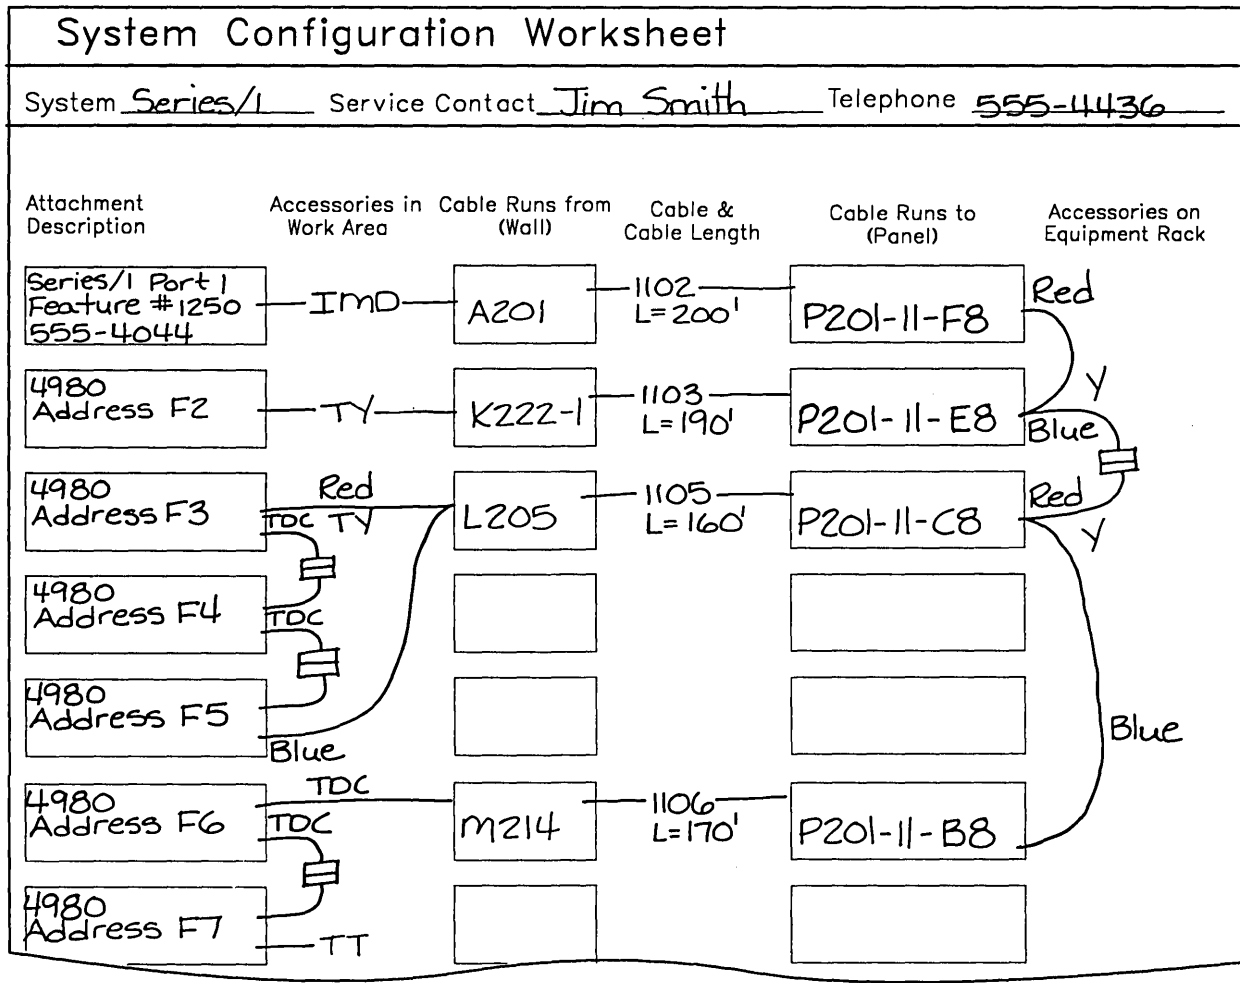 System Configuration Worksheet
System Series/1 Service Contact Jim Smith Telephone 555-4436
Attachment Description
Accessories in Work Area
Cable Runs from (Wall)
Cable & Cable Length
Cable Runs to (Panel)
Accessories on Equipment Rack
Series/1 Port 1
Feature #1250
555-4044
IMD
A201
1102
L=200'
P201-11-F8
Red
4980
Address F2
TY
K222-1
1103
L=190'
P201-11-E8
Y
Blue
4980
Address F3
Red
TDC TY
L205
1105
L=160'
P201-11-C8
Red
Y
4980
Address F4
TDC
4980
Address F5
Blue
Blue
4980
Address F6
TDC
TDC
M214
1106
L=170'
P201-11-B8
4980
Address F7
TT